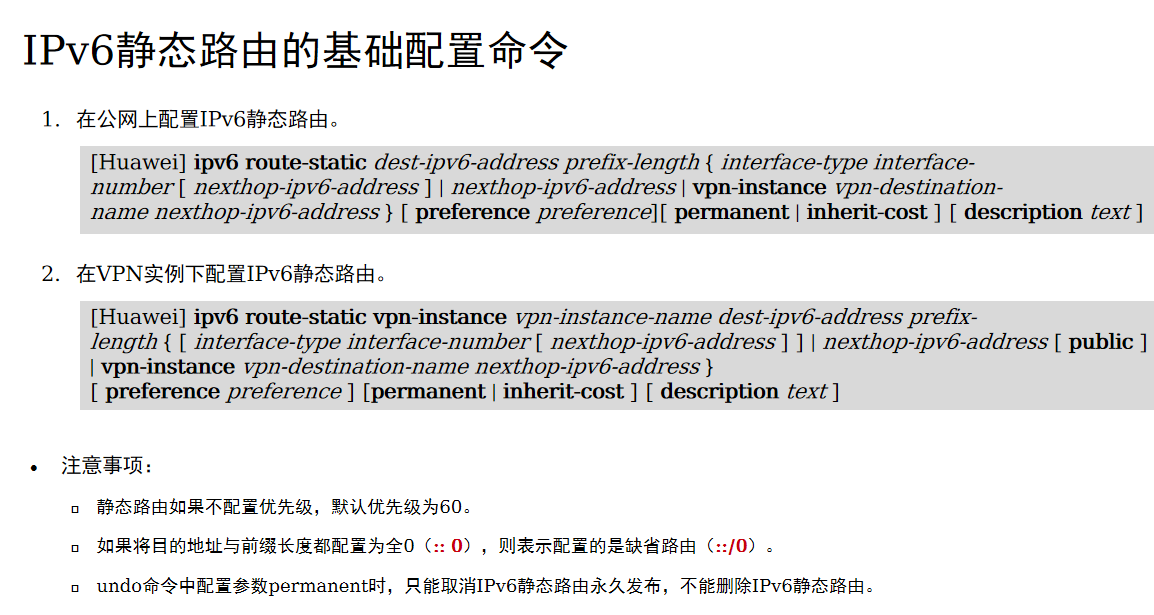 IPv6静态路由的基础配置命令
1. 在公网上配置IPv6静态路由。
[Huawei] ipv6 route-static dest-ipv6-address prefix-length { interface-type interface-
number [ nexthop-ipv6-address ] | nexthop-ipv6-address | vpn-instance vpn-destination-
name nexthop-ipv6-address } [ preference preference][ permanent | inherit-cost ] [ description text ]
2. 在VPN实例下配置IPv6静态路由。
[Huawei] ipv6 route-static vpn-instance vpn-instance-name dest-ipv6-address prefix-
length { [ interface-type interface-number [ nexthop-ipv6-address ] ] | nexthop-ipv6-address [ public ]
| vpn-instance vpn-destination-name nexthop-ipv6-address }
[ preference preference ] [permanent | inherit-cost ] [ description text ]
• 注意事项：
▫ 静态路由如果不配置优先级，默认优先级为60。
▫ 如果将目的地址与前缀长度都配置为全0（:: 0），则表示配置的是缺省路由（::/0）。
▫ undo命令中配置参数permanent时，只能取消IPv6静态路由永久发布，不能删除IPv6静态路由。